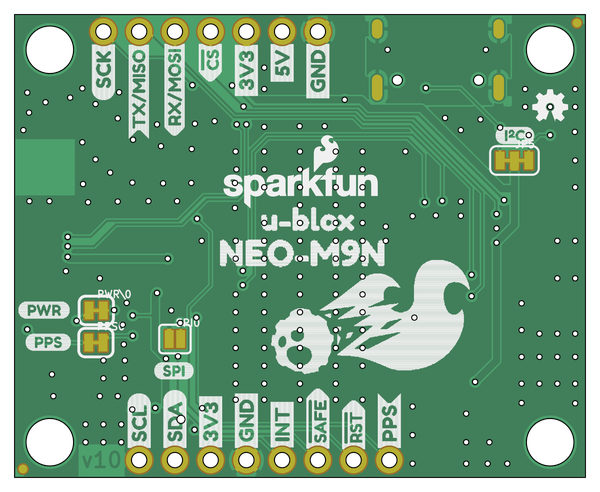 SCK
TX/MISO
RX/MOSI
CS
3V3
5V
GND
I²C
sparkfun
u-blox
NEO-M9N
PWR
PPS
SPI
SCL
SDA
3V3
GND
INT
SAFE
RST
PPS
v10